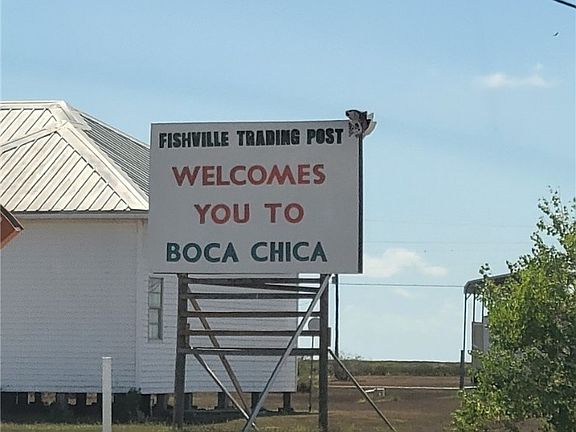 FISHVILLE TRADING POST
WELCOMES
YOU TO
BOCA CHICA